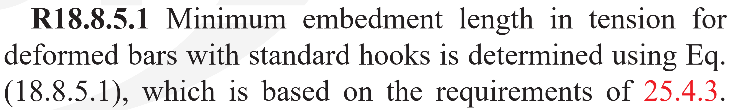 R18.8.5.1 Minimum embedment length in tension for
deformed bars with standard hooks is determined using Eq.
(18.8.5.1), which is based on the requirements of 25.4.3.